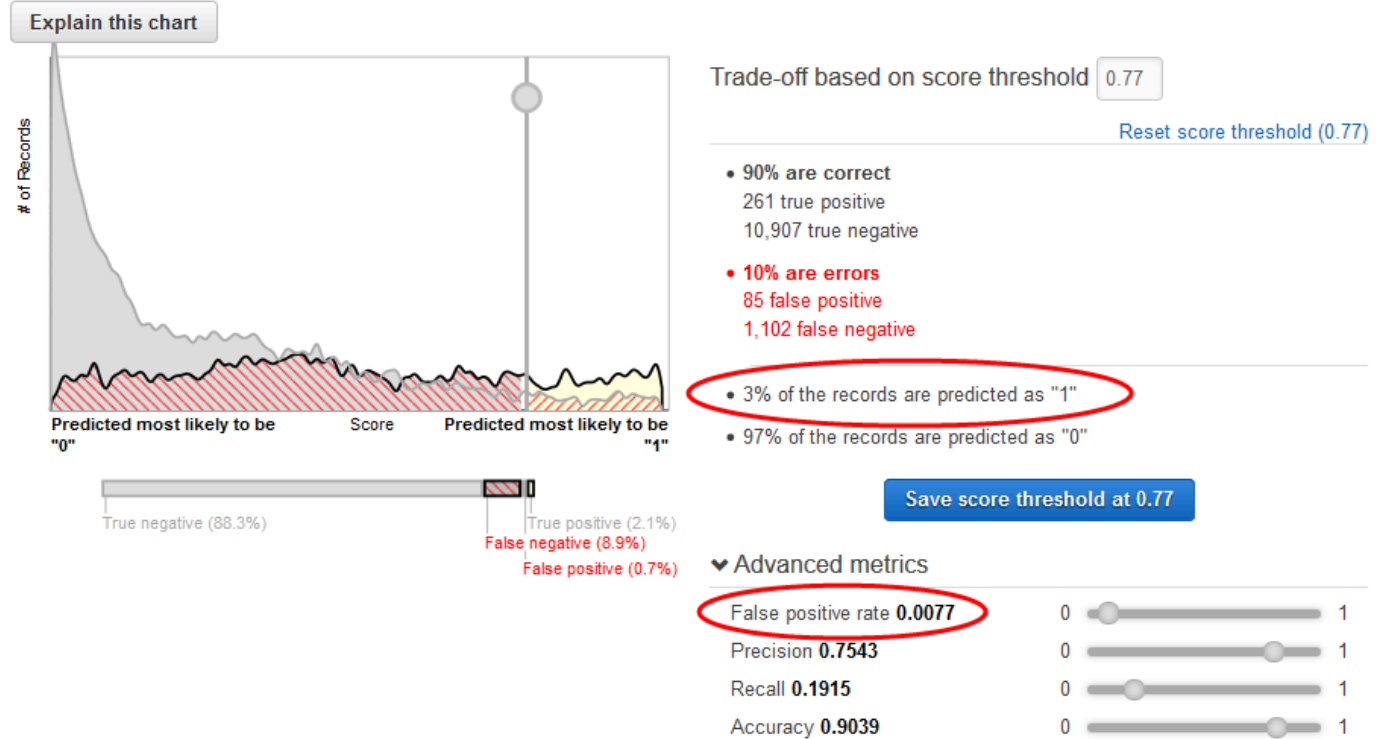 Explain this chart
# of Records
Predicted most likely to be
"0"
Score
Predicted most likely to be
"1"
True negative (88.3%)
True positive (2.1%)
False negative (8.9%)
False positive (0.7%)
Trade-off based on score threshold 0.77
Reset score threshold (0.77)
• 90% are correct
261 true positive
10,907 true negative
• 10% are errors
85 false positive
1,102 false negative
• 3% of the records are predicted as "1"
• 97% of the records are predicted as "0"
Save score threshold at 0.77
Advanced metrics
False positive rate 0.0077 0 1
Precision 0.7543 0 1
Recall 0.1915 0 1
Accuracy 0.9039 0 1